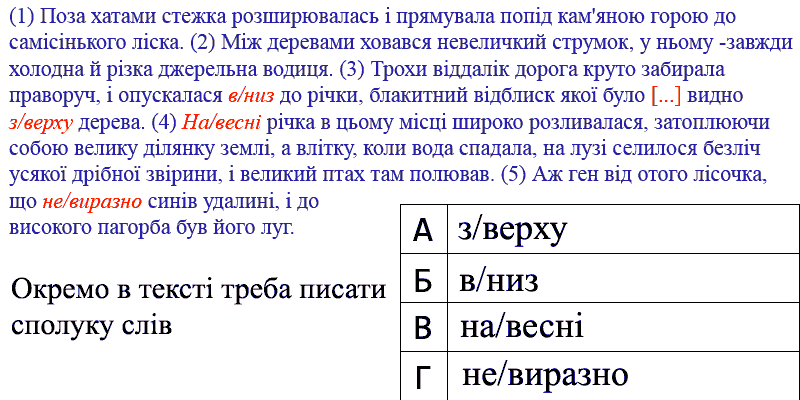 (1) Поза хатами стежка розширювалась і прямувала попід кам'яною горою до
самісінького ліска. (2) Між деревами ховався невеличкий струмок, у ньому -завжди
холодна й різка джерельна водиця. (3) Трохи віддалік дорога круто забирала
праворуч, і опускалася в/низ до річки, блакитний відблиск якої було [...] видно
з/верху дерева. (4) На/весні річка в цьому місці широко розливалася, затоплюючи
собою велику ділянку землі, а влітку, коли вода спадала, на лузі селилося безліч
усякої дрібної звірини, і великий птах там полював. (5) Аж ген від отого лісочка,
що не/виразно синів удалині, і до
високого пагорба був його луг.
Окремо в тексті треба писати
сполуку слів
А з/верху
Б в/низ
В на/весні
Г не/виразно